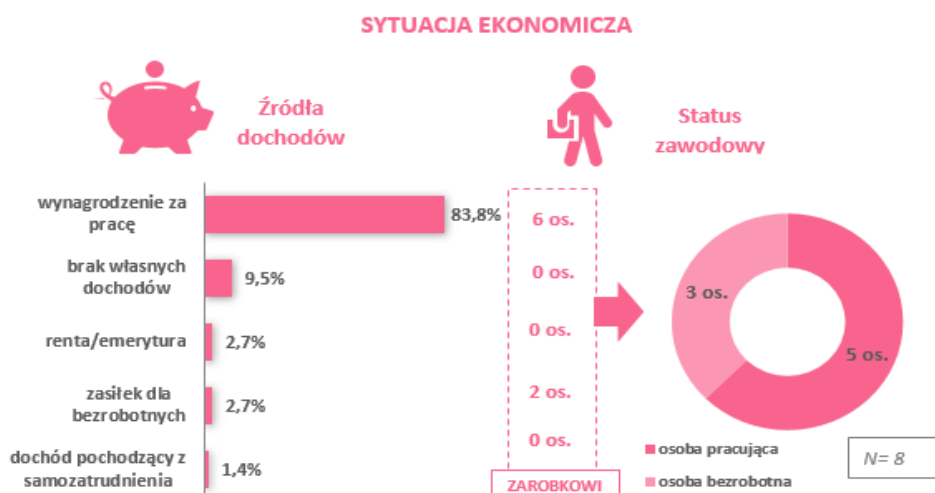 SYTUACJA EKONOMICZA
Źródła
dochodów
Status
zawodowy
wynagrodzenie za
pracę
83,8%
6 os.
brak własnych
dochodów
9,5%
0 os.
renta/emerytura
2,7%
0 os.
zasiłek dla
bezrobotnych
2,7%
2 os.
dochód pochodzący z
samozatrudnienia
1,4%
0 os.
ZAROBKOWI
3 os.
5 os.
osoba pracująca
osoba bezrobotna
N= 8